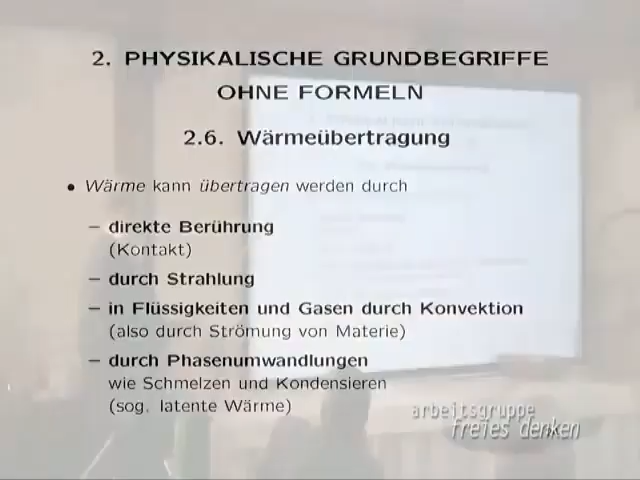 2. PHYSIKALISCHE GRUNDBEGRIFFE
OHNE FORMELN
2.6. Wärmeübertragung
• Wärme kann übertragen werden durch
– direkte Berührung
(Kontakt)
– durch Strahlung
– in Flüssigkeiten und Gasen durch Konvektion
(also durch Strömung von Materie)
– durch Phasenumwandlungen
wie Schmelzen und Kondensieren
(sog. latente Wärme)
arbeitsgruppe
freies denken